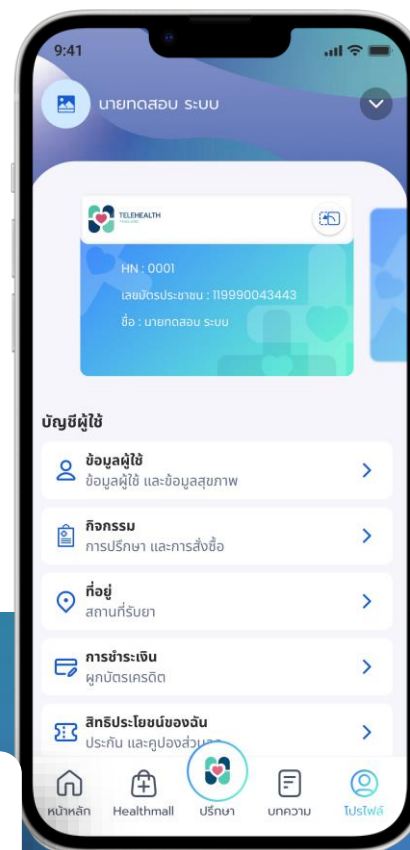 9:41
นายทดสอบ ระบบ
TELEHEALTH
HN : 0001
เลขมัตรประชาชน : 119990043443
ชื่อ : นายทดสอบ ระบบ
บัญชีผู้ใช้
ข้อมูลผู้ใช้
ข้อมูลผู้ใช้ และข้อมูลสุขภาพ
กิจกรรม
การปรึกษา และการสั่งซื้อ
ที่อยู่
สถานที่รับยา
การชำระเงิน
ผูกบัตรเครดิต
สิทธิประโยชน์ของฉัน
ประกัน และคูปองส่วนลด
หน้าหลัก
Healthmall
ปรึกษา
บทความ
โปรไฟล์